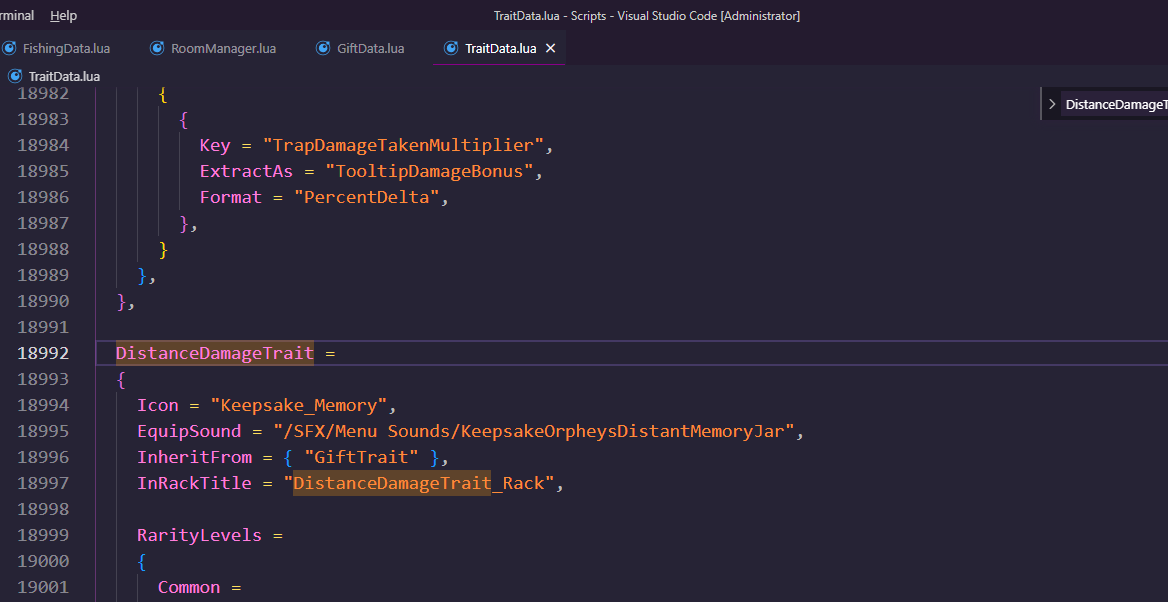 rminal Help
TraitData.lua - Scripts - Visual Studio Code [Administrator]
FishingData.lua RoomManager.lua GiftData.lua TraitData.lua
TraitData.lua
DistanceDamageT
18982 {
18983 {
18984 Key = "TrapDamageTakenMultiplier",
18985 ExtractAs = "TooltipDamageBonus",
18986 Format = "PercentDelta",
18987 },
18988 }
18989 },
18990 },
18991
18992 DistanceDamageTrait =
18993 {
18994 Icon = "Keepsake_Memory",
18995 EquipSound = "/SFX/Menu Sounds/KeepsakeOrpheysDistantMemoryJar",
18996 InheritFrom = { "GiftTrait" },
18997 InRackTitle = "DistanceDamageTrait_Rack",
18998
18999 RarityLevels =
19000 {
19001 Common =